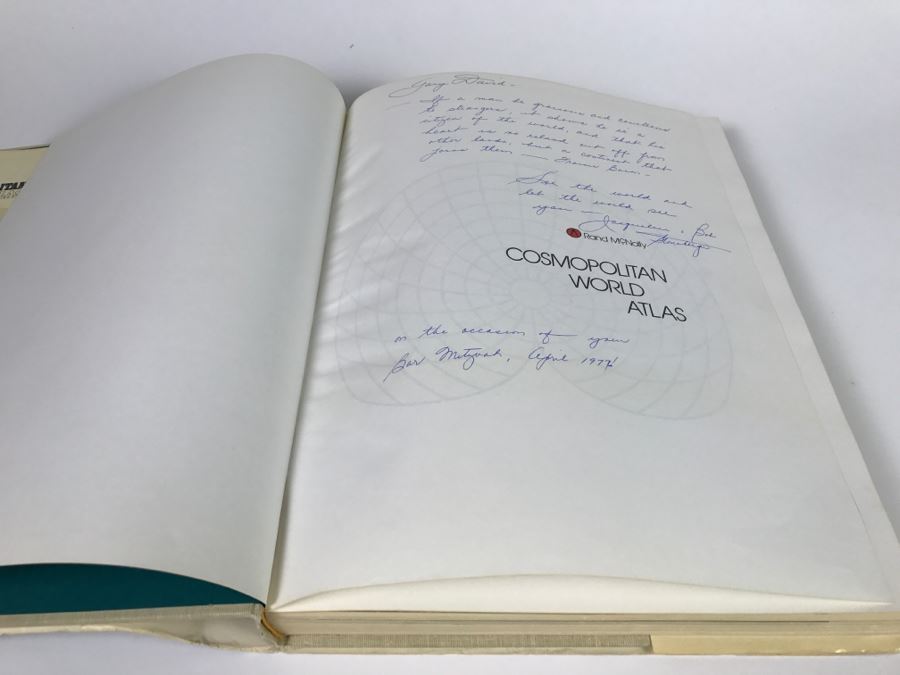 Gary David -
If a man be gracious and courteous
to strangers, it shows he is a
citizen of the world, and that his
heart is no island cut off from
other lands, but a continent that
joins them — Francis Bacon -
See the world and
let the world see
you —
Jacqueline & Bob
Rand McNally
COSMOPOLITAN
WORLD
ATLAS
on the occasion of your
Bar Mitzvah, April 1977